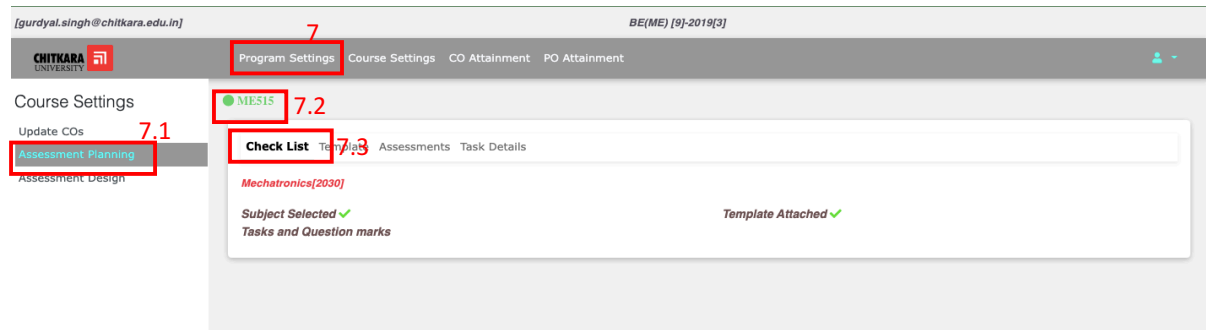 [gurdyal.singh@chitkara.edu.in] BE(ME) [9]-2019[3]
7
CHITKARA
UNIVERSITY
Program Settings Course Settings CO Attainment PO Attainment
Course Settings
ME515 7.2
Update COs 7.1
Assessment Planning
Assessment Design
Check List Template 7.3 Assessments Task Details
Mechatronics[2030]
Subject Selected Template Attached
Tasks and Question marks